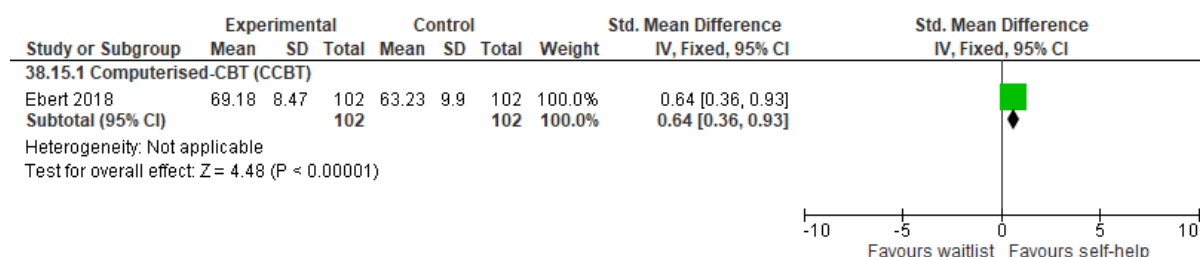 Experimental Control Std. Mean Difference Std. Mean Difference
Study or Subgroup Mean SD Total Mean SD Total Weight IV, Fixed, 95% CI IV, Fixed, 95% CI
38.15.1 Computerised-CBT (CCBT)
Ebert 2018 69.18 8.47 102 63.23 9.9 102 100.0% 0.64 [0.36, 0.93]
Subtotal (95% CI) 102 102 100.0% 0.64 [0.36, 0.93]
Heterogeneity: Not applicable
Test for overall effect: Z = 4.48 (P < 0.00001)
-10 -5 0 5 10
Favours waitlist Favours self-help